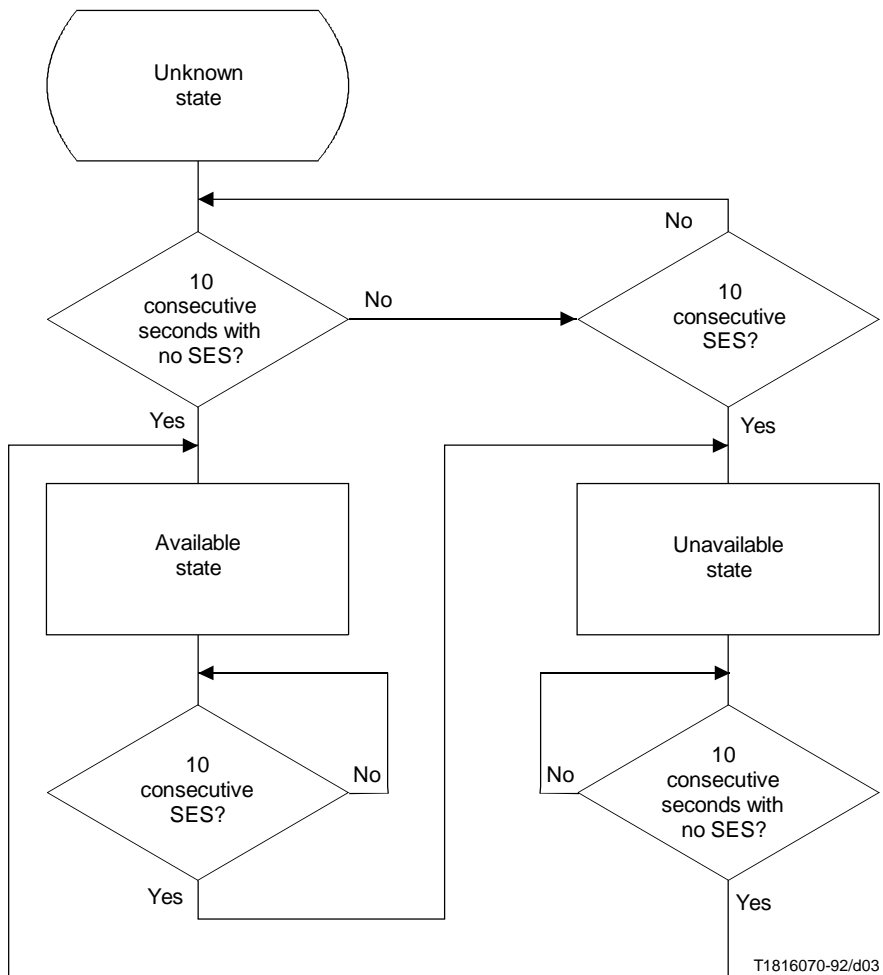 Unknown
state
No
10
consecutive
seconds with
no SES?
No
10
consecutive
SES?
Yes
Yes
Available
state
Unavailable
state
10
consecutive
SES?
No
No
10
consecutive
seconds with
no SES?
Yes
Yes
T1816070-92/d03